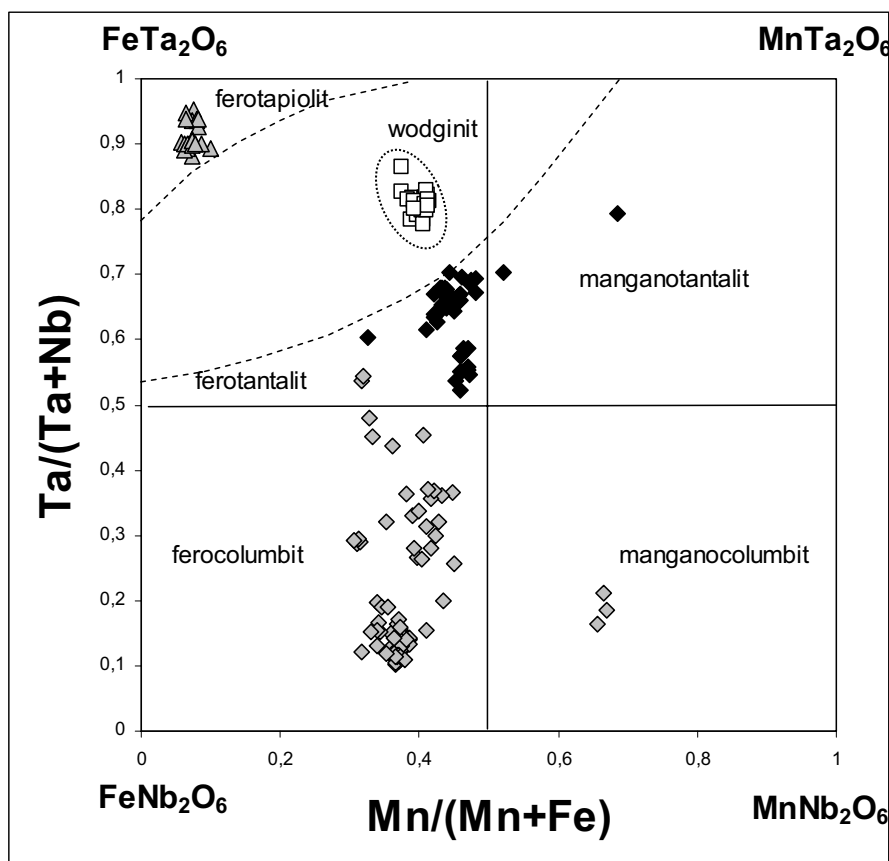 FeTa₂O₆ MnTa₂O₆
1
ferotapiolit
wodginit
0,9
0,8
0,7
manganotantalit
0,6
ferotantalit
0,5
0,4
0,3
ferocolumbit manganocolumbit
0,2
0,1
0
0 0,2 0,4 0,6 0,8 1
Ta/(Ta+Nb)
FeNb₂O₆ Mn/(Mn+Fe) MnNb₂O₆